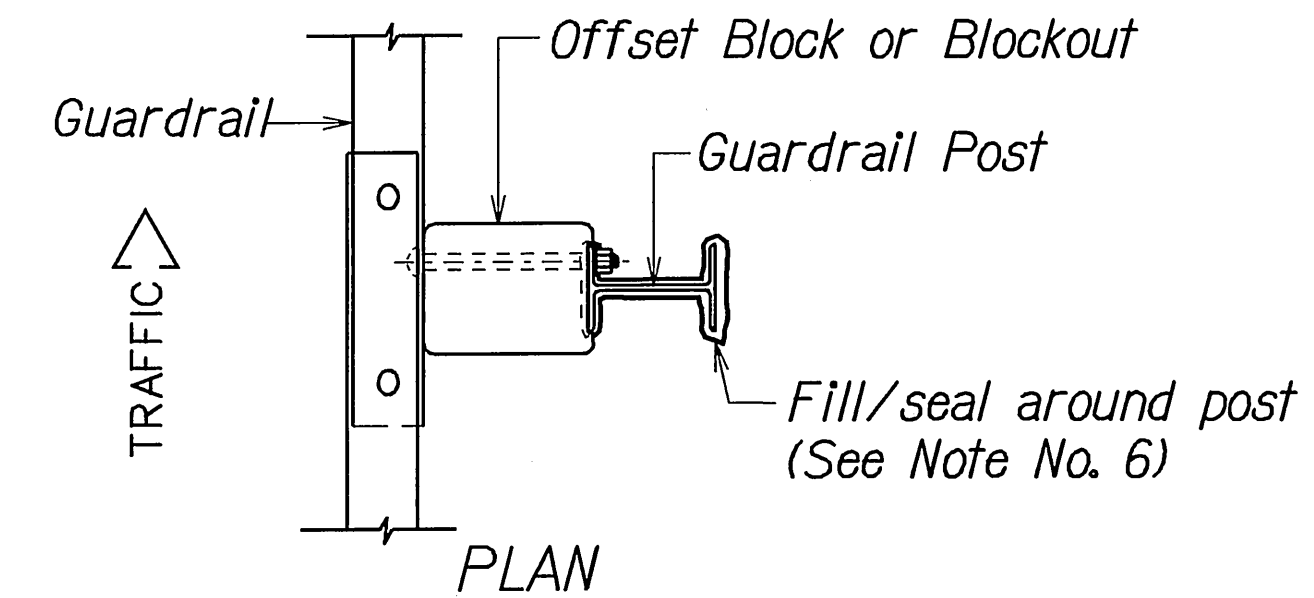 Offset Block or Blockout
Guardrail
Guardrail Post
TRAFFIC
Fill/seal around post
(See Note No. 6)
PLAN